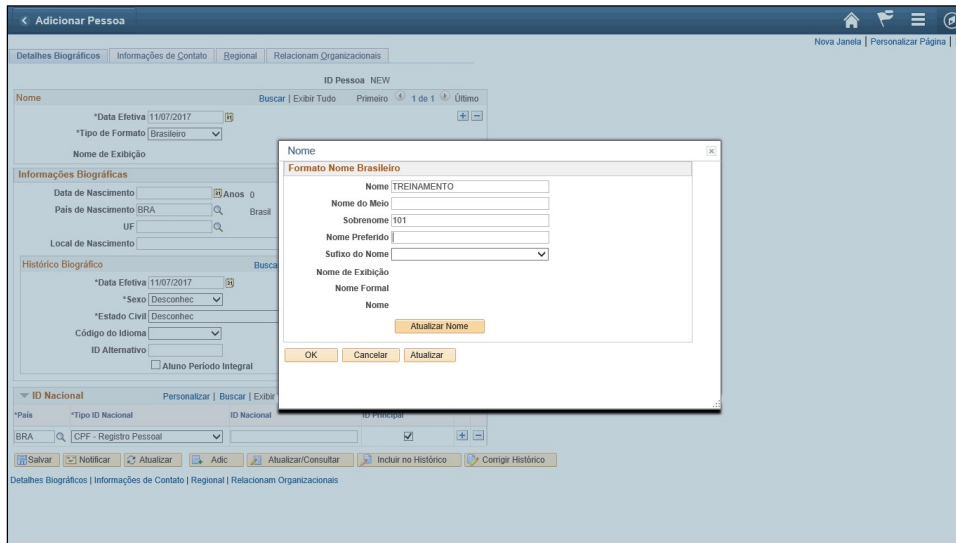 Adicionar Pessoa
Nova Janela | Personalizar Página |
Detalhes Biográficos Informações de Contato Regional Relacionam Organizacionais
ID Pessoa NEW
Nome Buscar | Exibir Tudo Primeiro 1 de 1 Último
*Data Efetiva 11/07/2017
*Tipo de Formato Brasileiro
Nome de Exibição
Informações Biográficas
Data de Nascimento Anos 0
País de Nascimento BRA Brasil
UF
Local de Nascimento
Histórico Biográfico Busca
*Data Efetiva 11/07/2017
*Sexo Desconhec
*Estado Civil Desconhec
Código do Idioma
ID Alternativo
Aluno Período Integral
Nome
Formato Nome Brasileiro
Nome TREINAMENTO
Nome do Meio
Sobrenome 101
Nome Preferido
Sufixo do Nome
Nome de Exibição
Nome Formal
Nome
Atualizar Nome
OK Cancelar Atualizar
ID Nacional Personalizar | Buscar | Exibir
*País *Tipo ID Nacional ID Nacional ID Principal
BRA CPF - Registro Pessoal
Salvar Notificar Atualizar Adic Atualizar/Consultar Incluir no Histórico Corrigir Histórico
Detalhes Biográficos | Informações de Contato | Regional | Relacionam Organizacionais